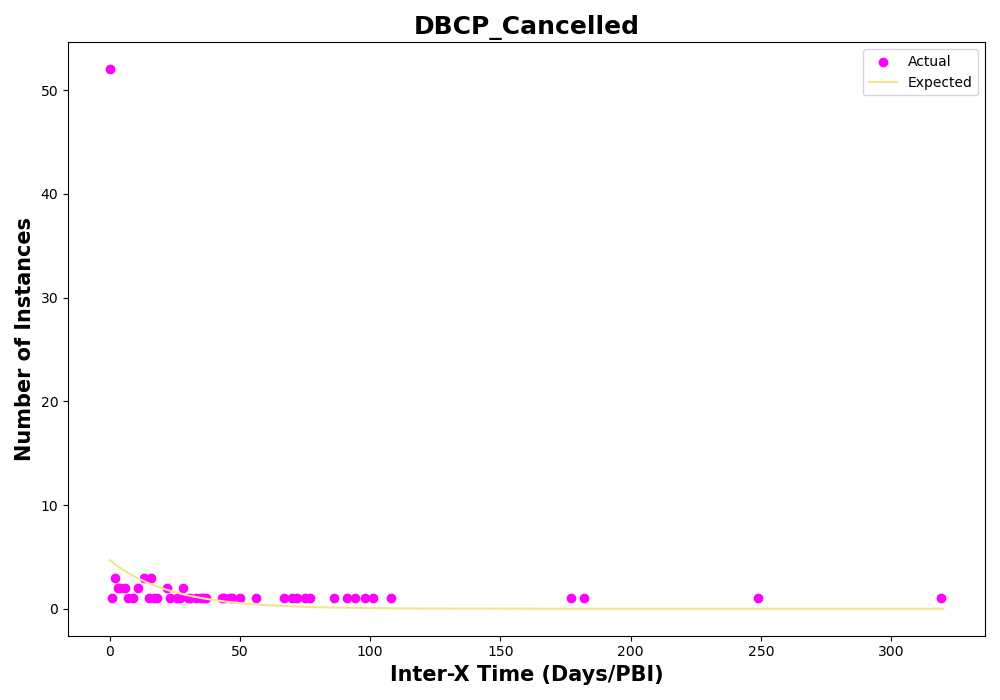 DBCP_Cancelled
Actual
Expected
50
40
30
20
10
0
Number of Instances
0 50 100 150 200 250 300
Inter-X Time (Days/PBI)